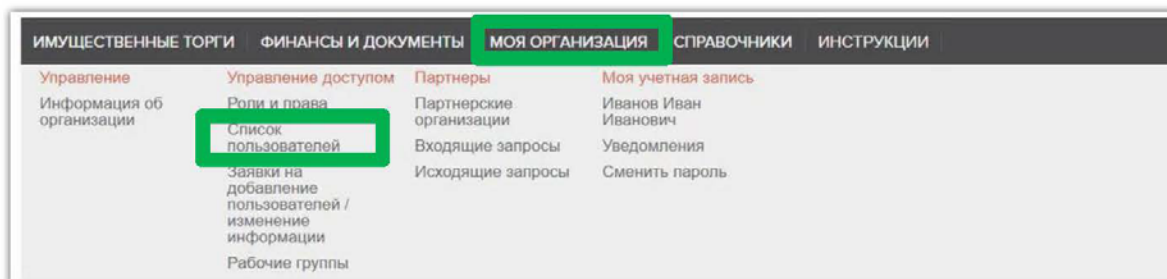 ИМУЩЕСТВЕННЫЕ ТОРГИ ФИНАНСЫ И ДОКУМЕНТЫ МОЯ ОРГАНИЗАЦИЯ СПРАВОЧНИКИ ИНСТРУКЦИИ
Управление
Информация об
организации
Управление доступом
Роли и права
Список
пользователей
Заявки на
добавление
пользователей /
изменение
информации
Рабочие группы
Партнеры
Партнерские
организации
Входящие запросы
Исходящие запросы
Моя учетная запись
Иванов Иван
Иванович
Уведомления
Сменить пароль